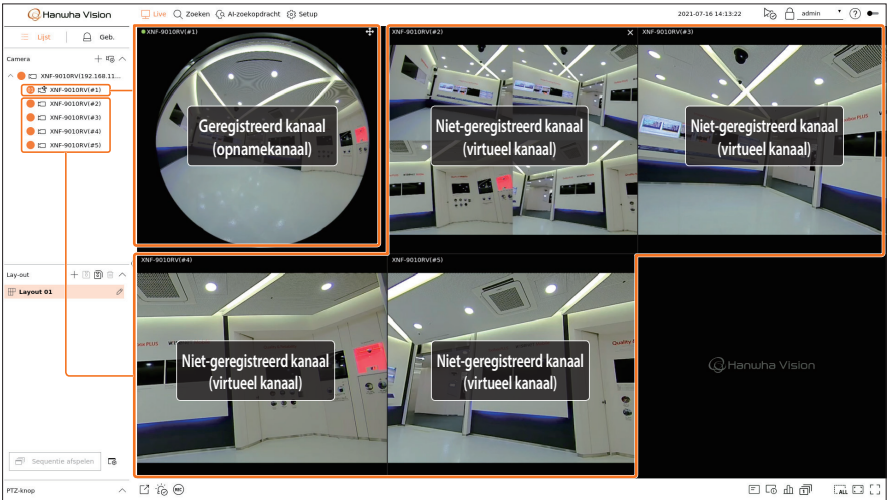 Hanwha Vision
Live Zoeken AI-zoekopdracht Setup
2021-07-16 14:13:22
admin
Lijst Geb.
Camera
XNF-9010RV(192.168.11...
XNF-9010RV(#1)
XNF-9010RV(#2)
XNF-9010RV(#3)
XNF-9010RV(#4)
XNF-9010RV(#5)
XNF-9010RV(#1)
Geregistreerd kanaal
(opnamekanaal)
XNF-9010RV(#2)
Niet-geregistreerd kanaal
(virtueel kanaal)
XNF-9010RV(#3)
Niet-geregistreerd kanaal
(virtueel kanaal)
XNF-9010RV(#4)
Niet-geregistreerd kanaal
(virtueel kanaal)
XNF-9010RV(#5)
Niet-geregistreerd kanaal
(virtueel kanaal)
Hanwha Vision
Lay-out
Layout 01
Sequentie afspelen
PTZ-knop
REC
ALL